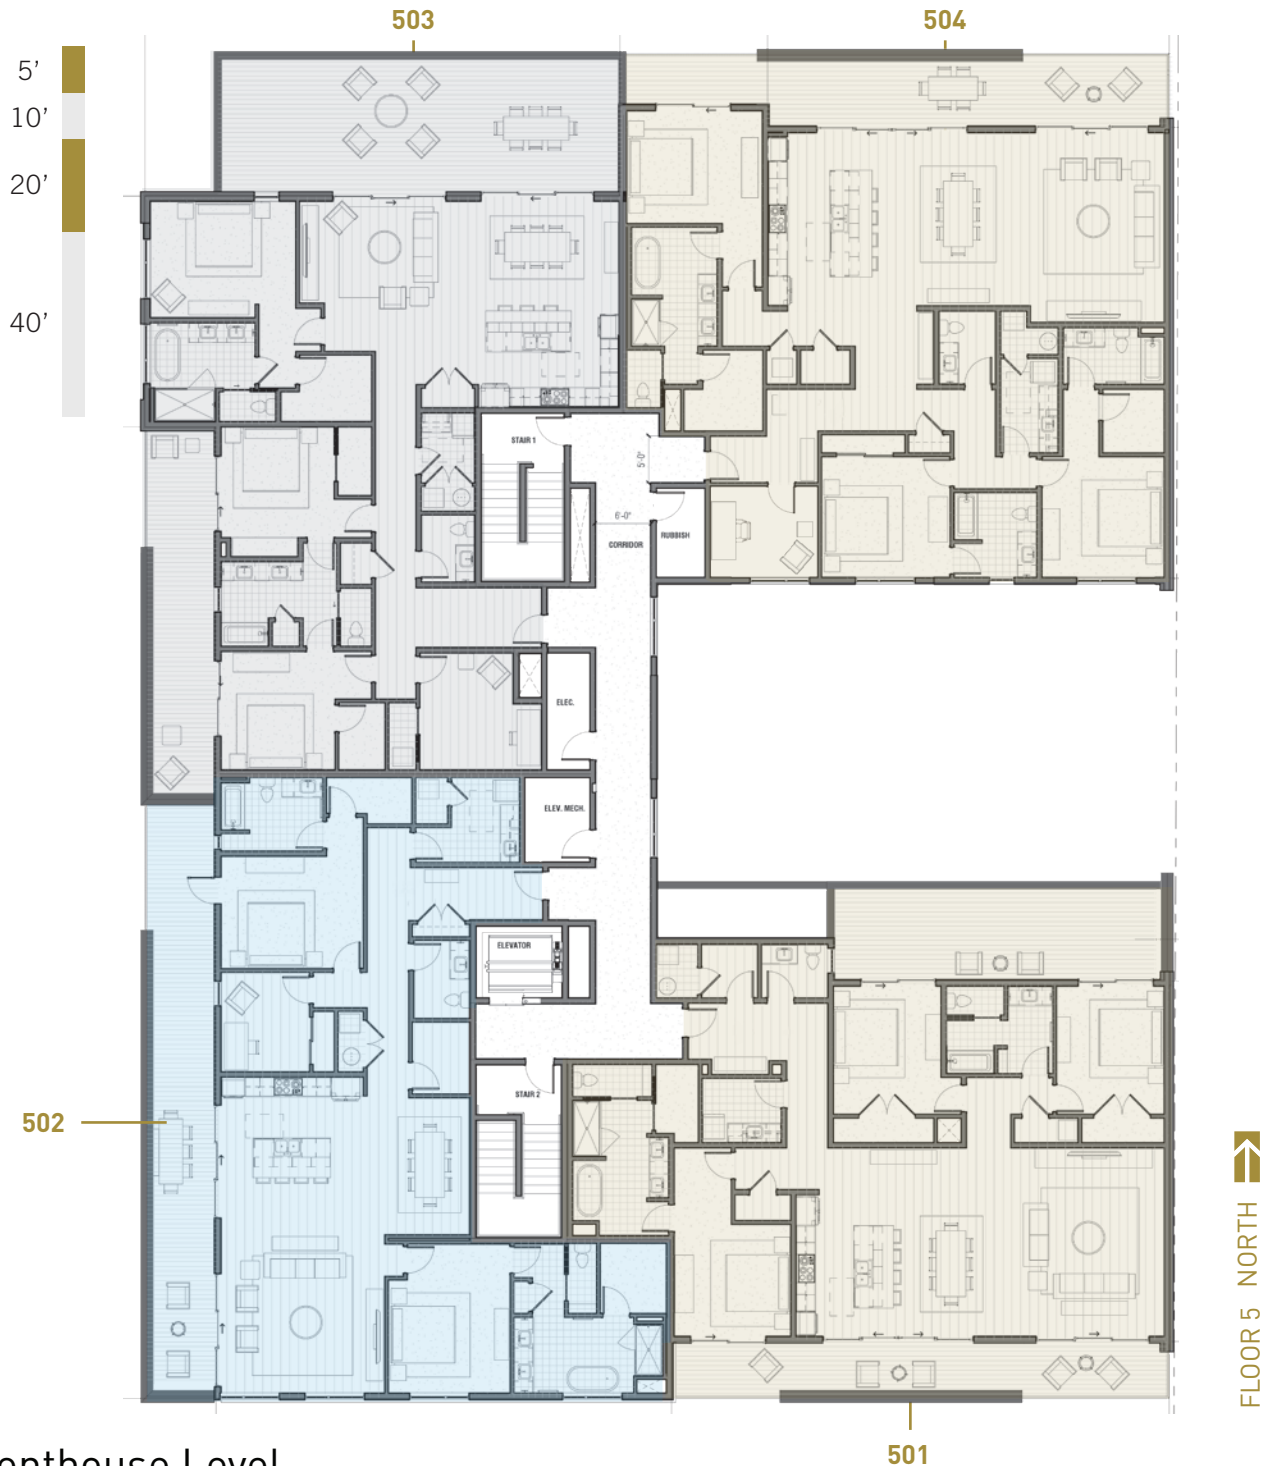 503
504
5’
10’
20’
40’
STAIR 1
5'-0"
6'-0"
RUBBISH
CORRIDOR
ELEC.
ELEV. MECH.
ELEVATOR
STAIR 2
502
FLOOR 5 NORTH
501
Level